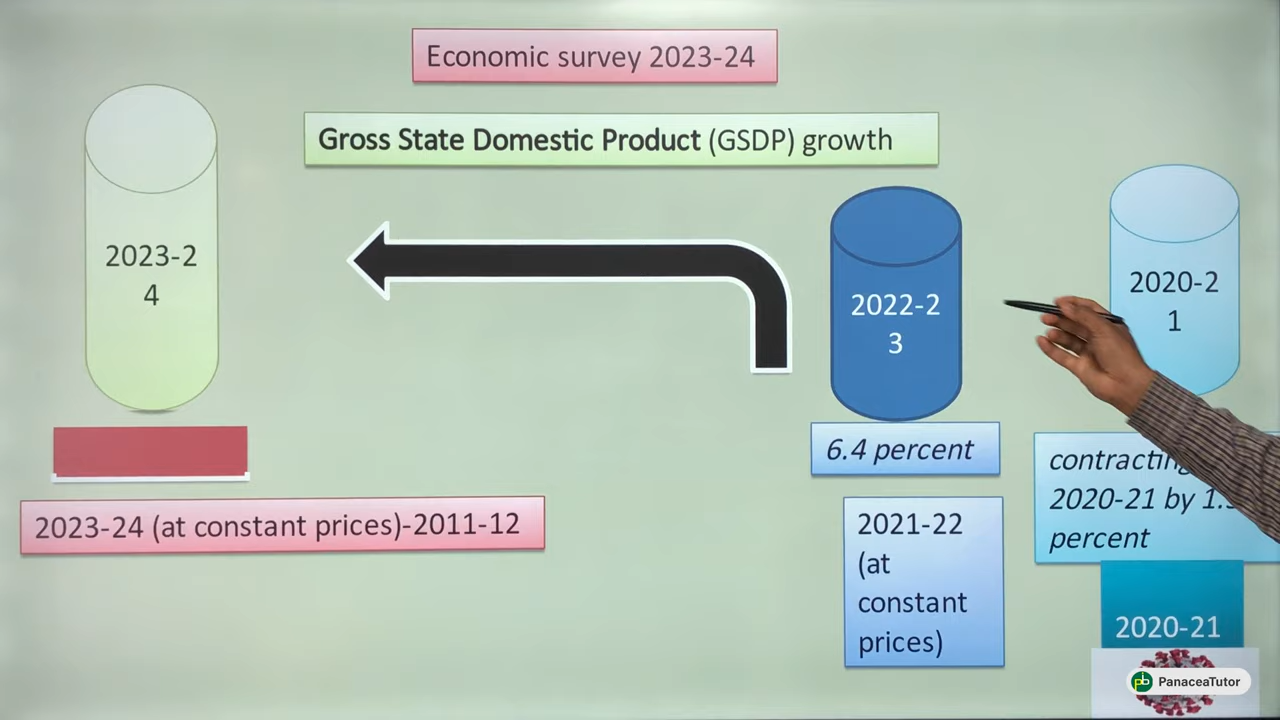 Economic survey 2023-24
Gross State Domestic Product (GSDP) growth
2023-2
4
2022-2
3
2020-2
1
6.4 percent
contracting
2020-21 by 1.
percent
2023-24 (at constant prices)-2011-12
2021-22
(at
constant
prices)
2020-21
pb PanaceaTutor